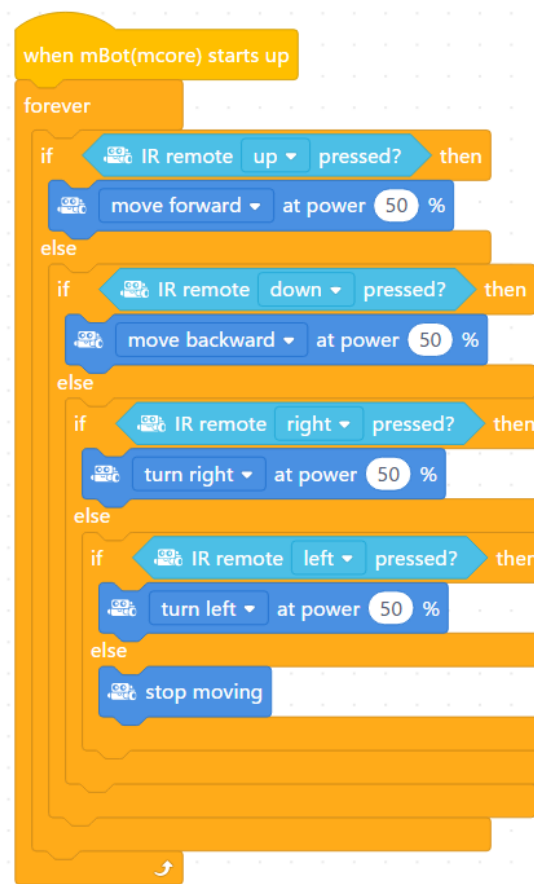 when mBot(mcore) starts up
forever
if IR remote up pressed? then
move forward at power 50 %
else
if IR remote down pressed? then
move backward at power 50 %
else
if IR remote right pressed? then
turn right at power 50 %
else
if IR remote left pressed? then
turn left at power 50 %
else
stop moving